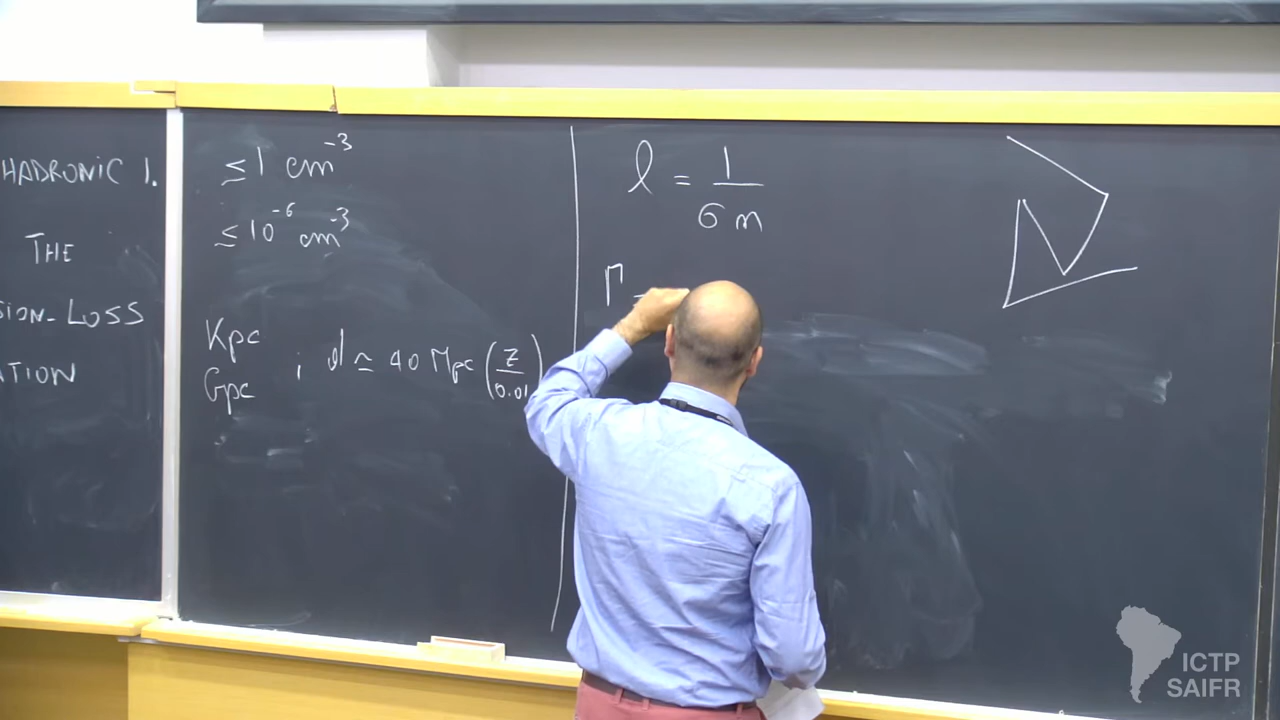 HADRONIC I.
THE
SION-LOSS
ATION
≤ 1 cm⁻³
≤ 10⁻⁶ cm⁻³
Kpc
Gpc
; d ≃ 40 Mpc (z/0.01)
l = 1/σn
Γ =
ICTP
SAIFR